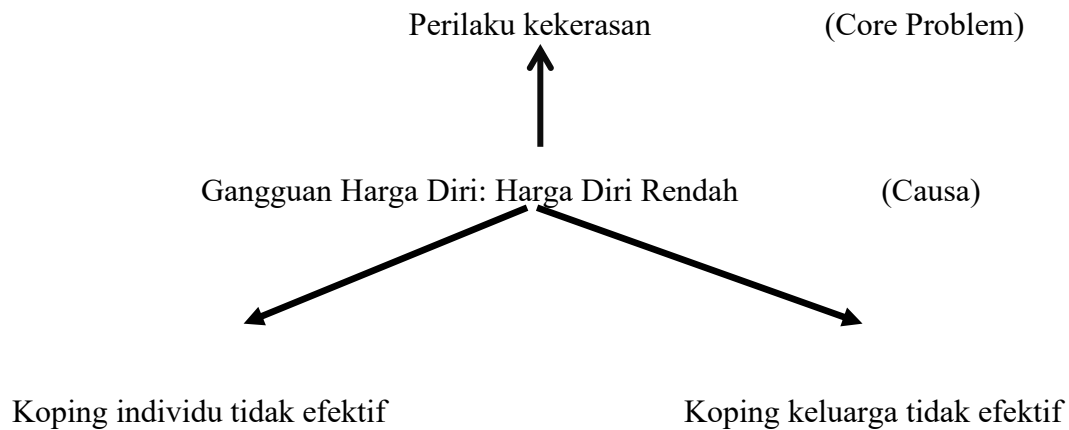 Perilaku kekerasan (Core Problem)
Gangguan Harga Diri: Harga Diri Rendah (Causa)
Koping individu tidak efektif Koping keluarga tidak efektif